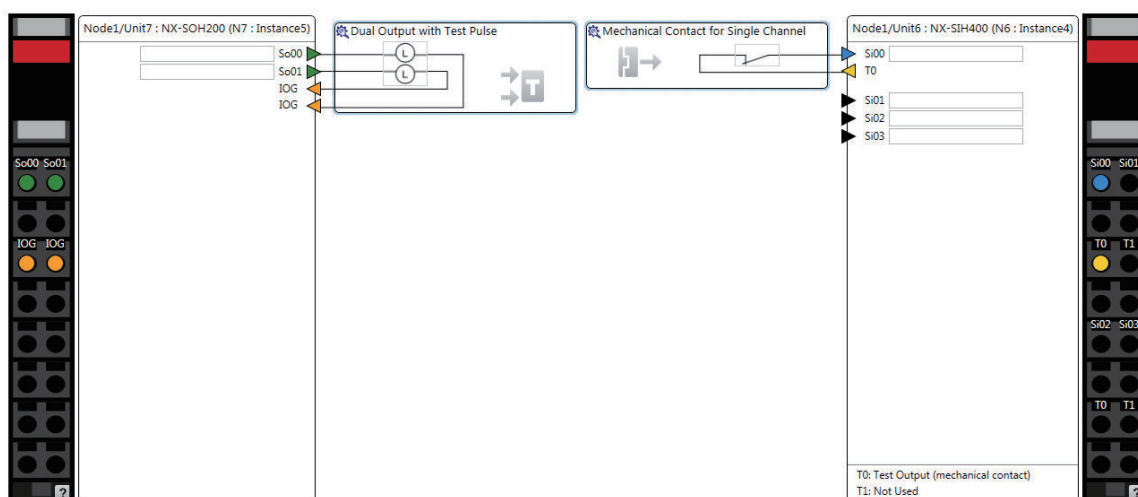 Node1/Unit7 : NX-SOH200 (N7 : Instance5)
So00
So01
IOG
IOG
Dual Output with Test Pulse
L
L
T
Mechanical Contact for Single Channel
Node1/Unit6 : NX-SIH400 (N6 : Instance4)
Si00
T0
Si01
Si02
Si03
T0: Test Output (mechanical contact)
T1: Not Used
So00 So01
IOG IOG
?
Si00 Si01
T0 T1
Si02 Si03
T0 T1
?